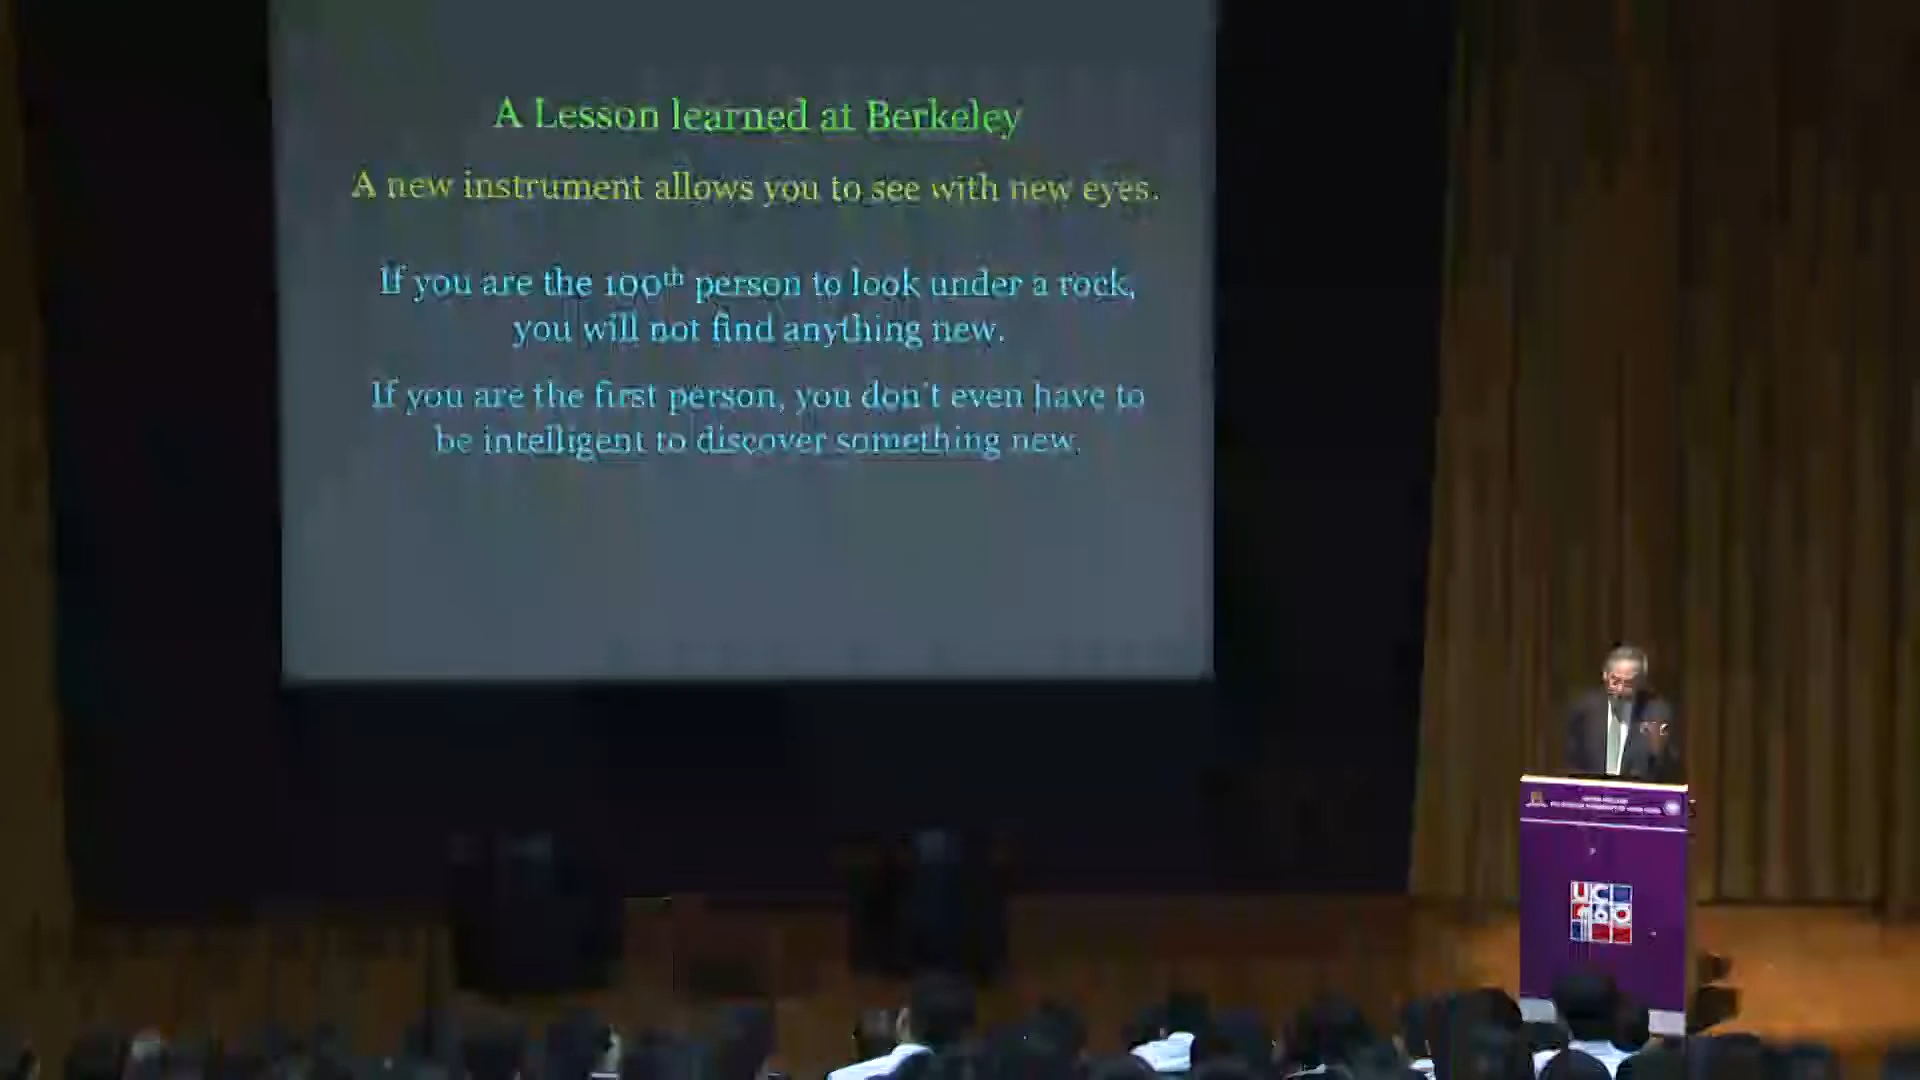 A Lesson learned at Berkeley
A new instrument allows you to see with new eyes.
If you are the 100th person to look under a rock,
you will not find anything new.
If you are the first person, you don't even have to
be intelligent to discover something new.
UC
60